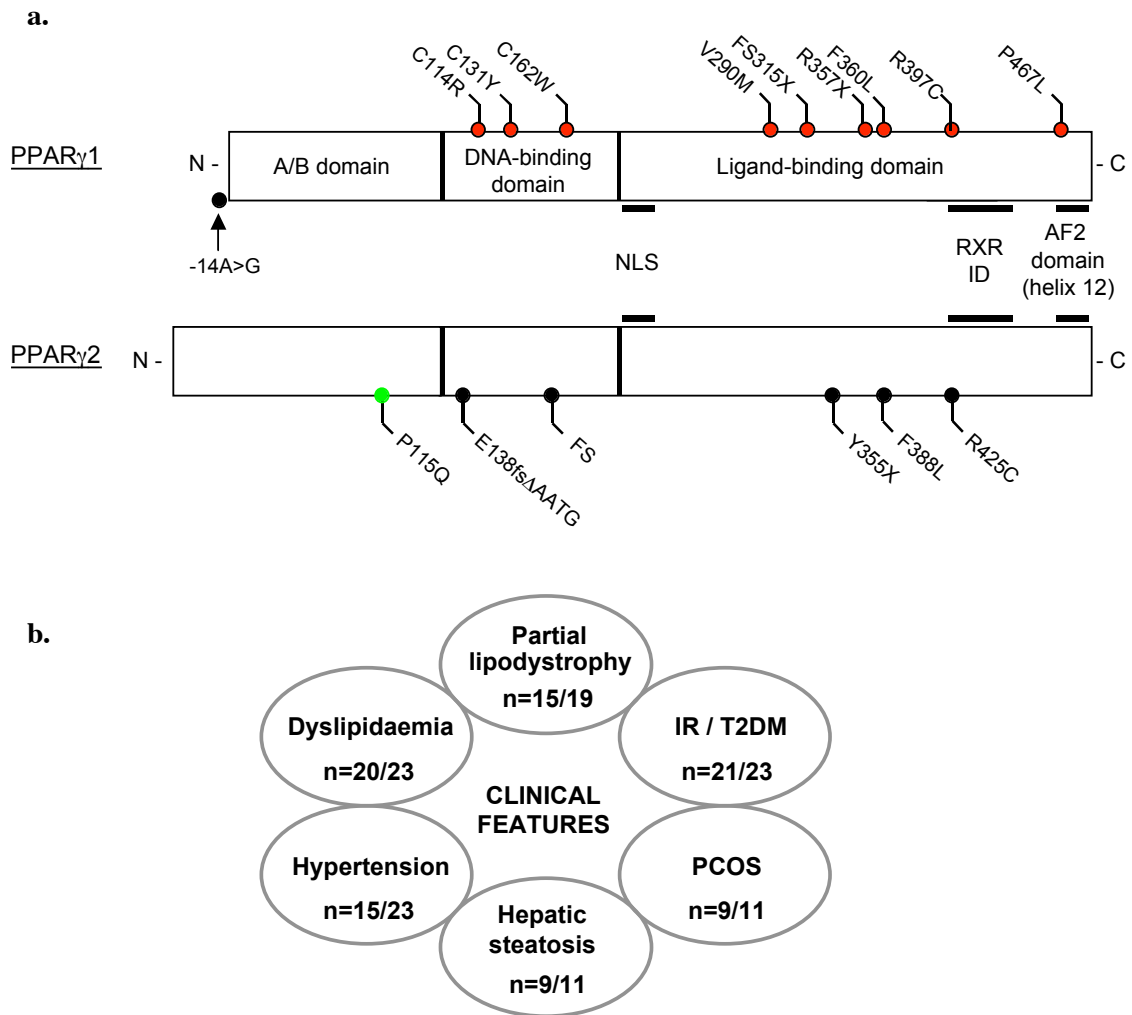 a.
C114R
C131Y
C162W
V290M
FS315X
R357X
F360L
R397C
P467L
PPARγ1
N -
A/B domain
DNA-binding
domain
Ligand-binding domain
- C
-14A>G
NLS
RXR
ID
AF2
domain
(helix 12)
PPARγ2
N -
- C
P115Q
E138fsΔAATG
FS
Y355X
F388L
R425C
b.
Partial
lipodystrophy
n=15/19
Dyslipidaemia
n=20/23
IR / T2DM
n=21/23
CLINICAL
FEATURES
Hypertension
n=15/23
PCOS
n=9/11
Hepatic
steatosis
n=9/11